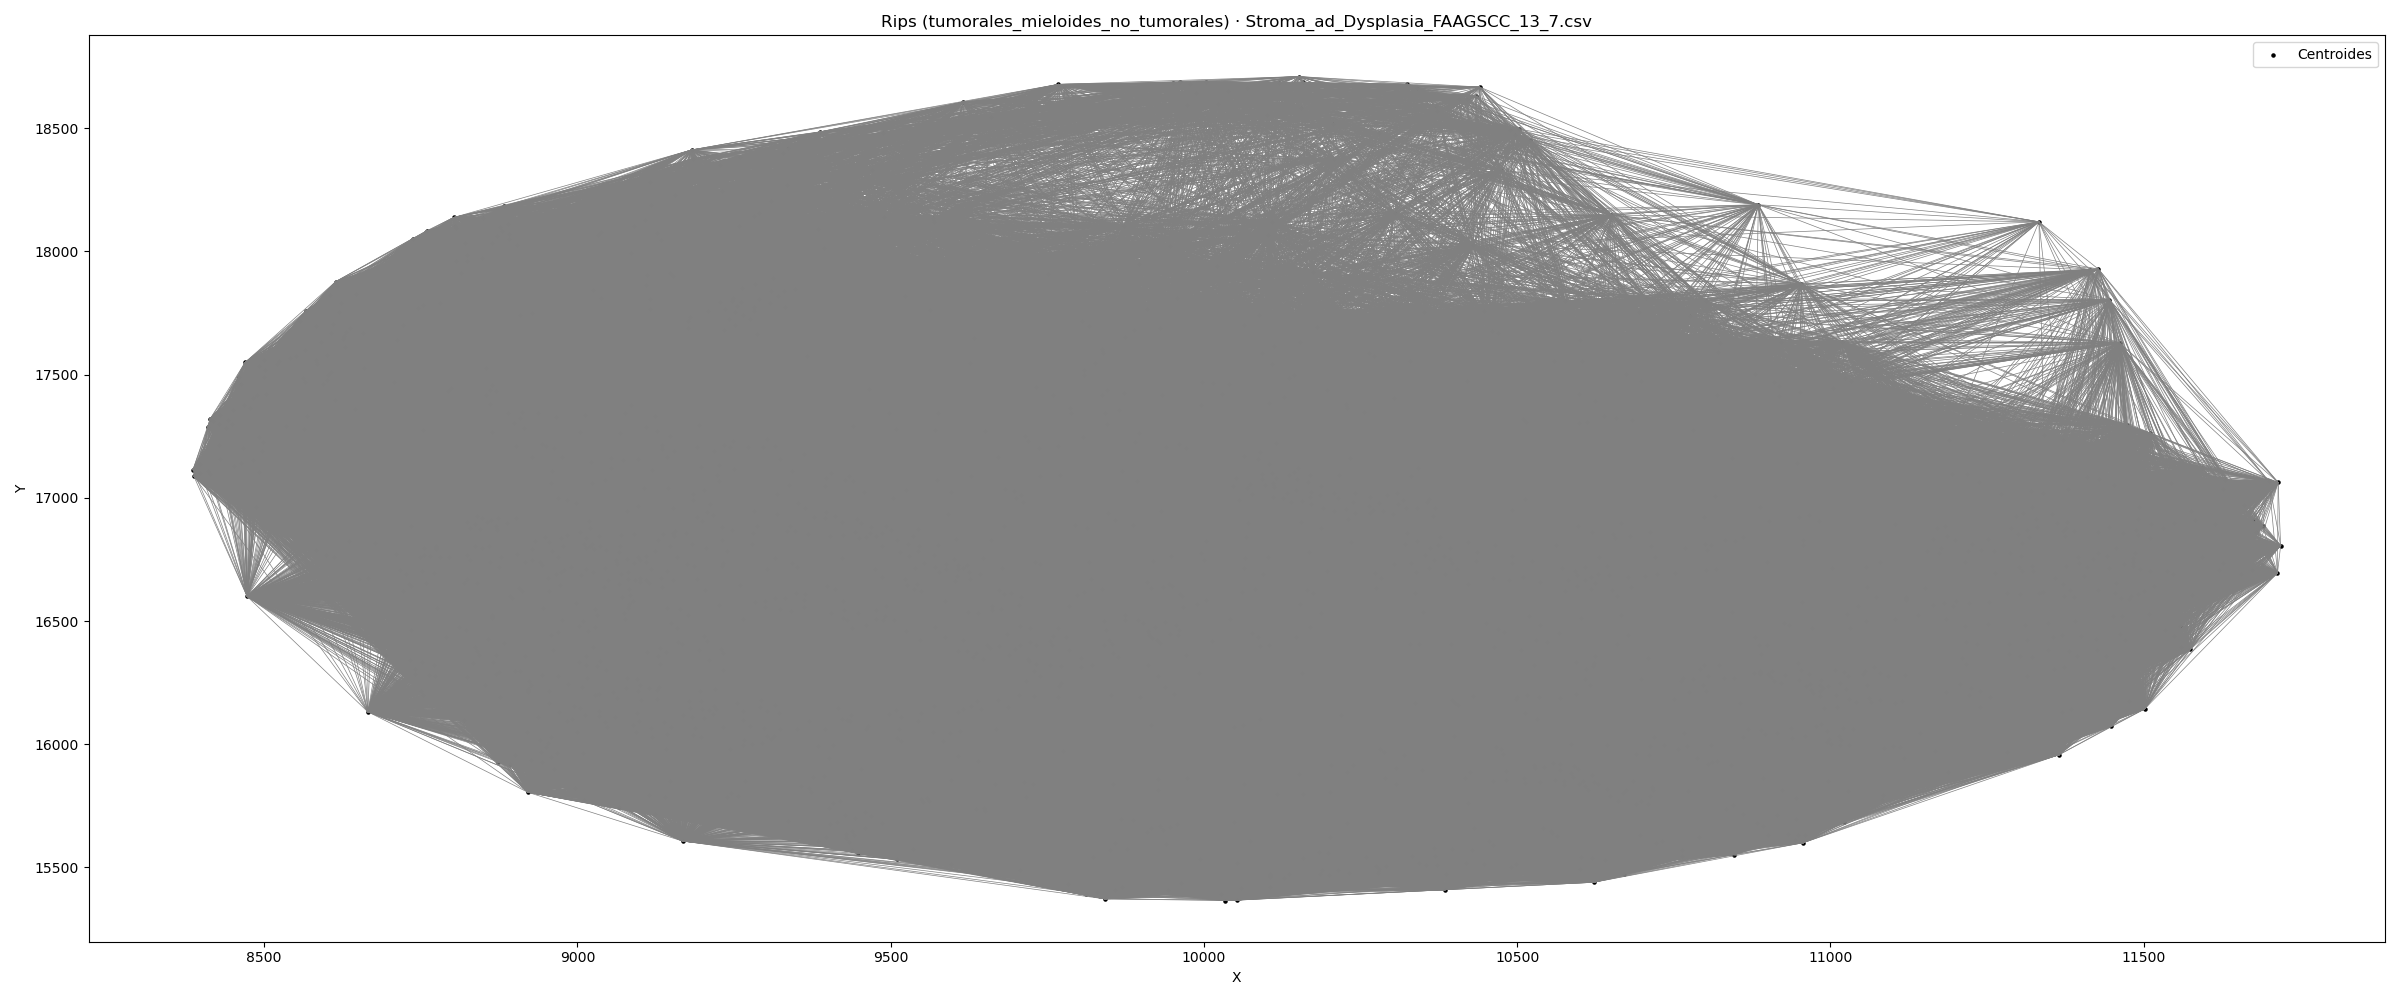 Rips (tumorales_mieloides_no_tumorales) · Stroma_ad_Dysplasia_FAAGSCC_13_7.csv
Centroides
18500
18000
17500
17000
16500
16000
15500
Y
8500 9000 9500 10000 10500 11000 11500
X